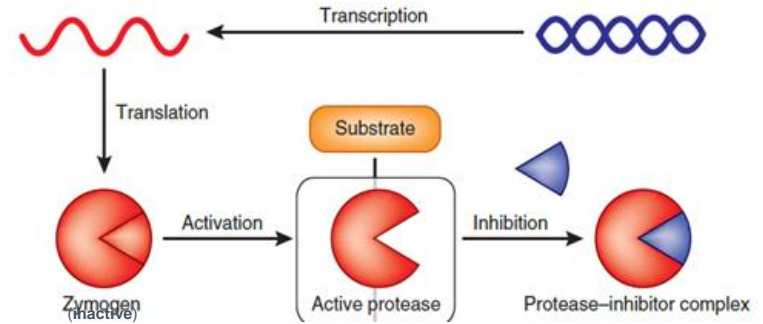 Transcription
Translation
Substrate
Activation
Inhibition
Zymogen
(inactive)
Active protease
Protease–inhibitor complex